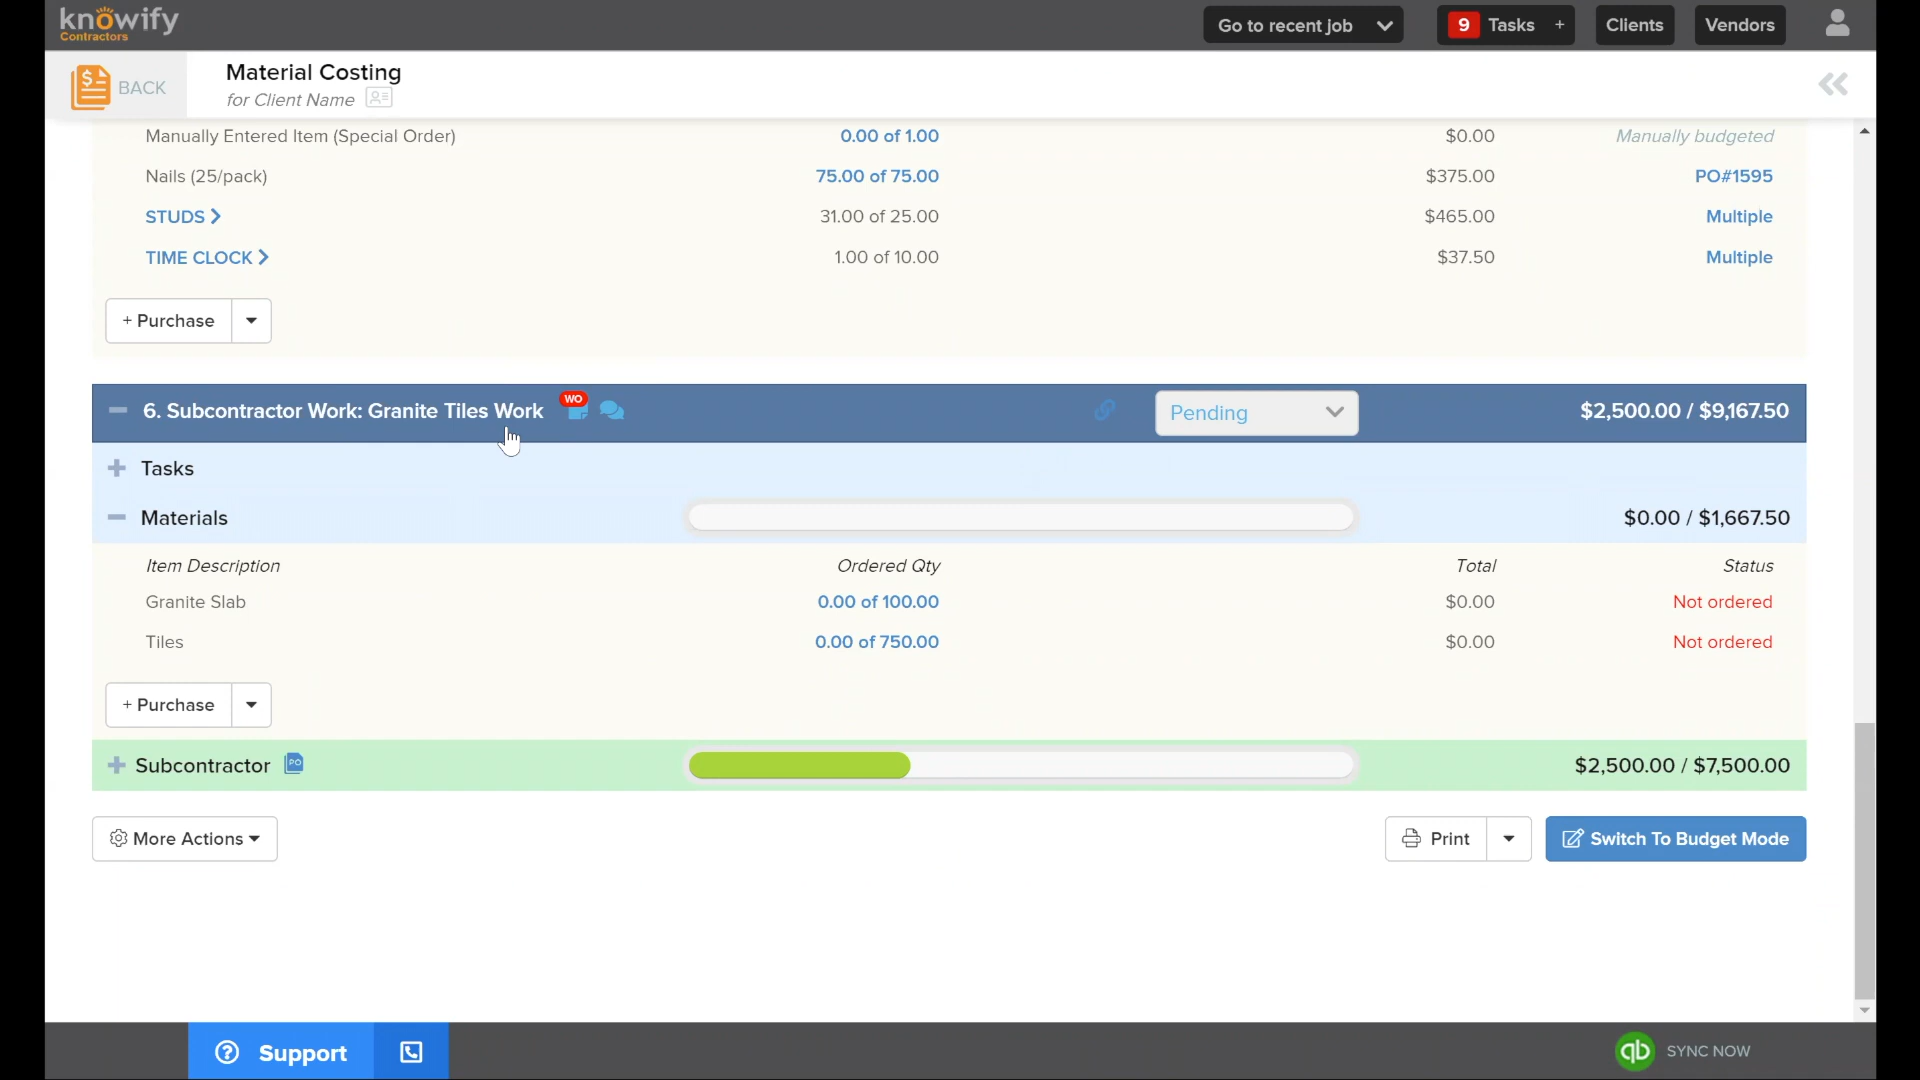 knowify
Contractors
Go to recent job
9 Tasks +
Clients
Vendors
BACK
Material Costing
for Client Name
Manually Entered Item (Special Order) 0.00 of 1.00 $0.00 Manually budgeted
Nails (25/pack) 75.00 of 75.00 $375.00 PO#1595
STUDS 31.00 of 25.00 $465.00 Multiple
TIME CLOCK 1.00 of 10.00 $37.50 Multiple
+ Purchase
6. Subcontractor Work: Granite Tiles Work WO Pending $2,500.00 / $9,167.50
Tasks
Materials $0.00 / $1,667.50
Item Description Ordered Qty Total Status
Granite Slab 0.00 of 100.00 $0.00 Not ordered
Tiles 0.00 of 750.00 $0.00 Not ordered
+ Purchase
Subcontractor PO $2,500.00 / $7,500.00
More Actions Print Switch To Budget Mode
Support qb SYNC NOW